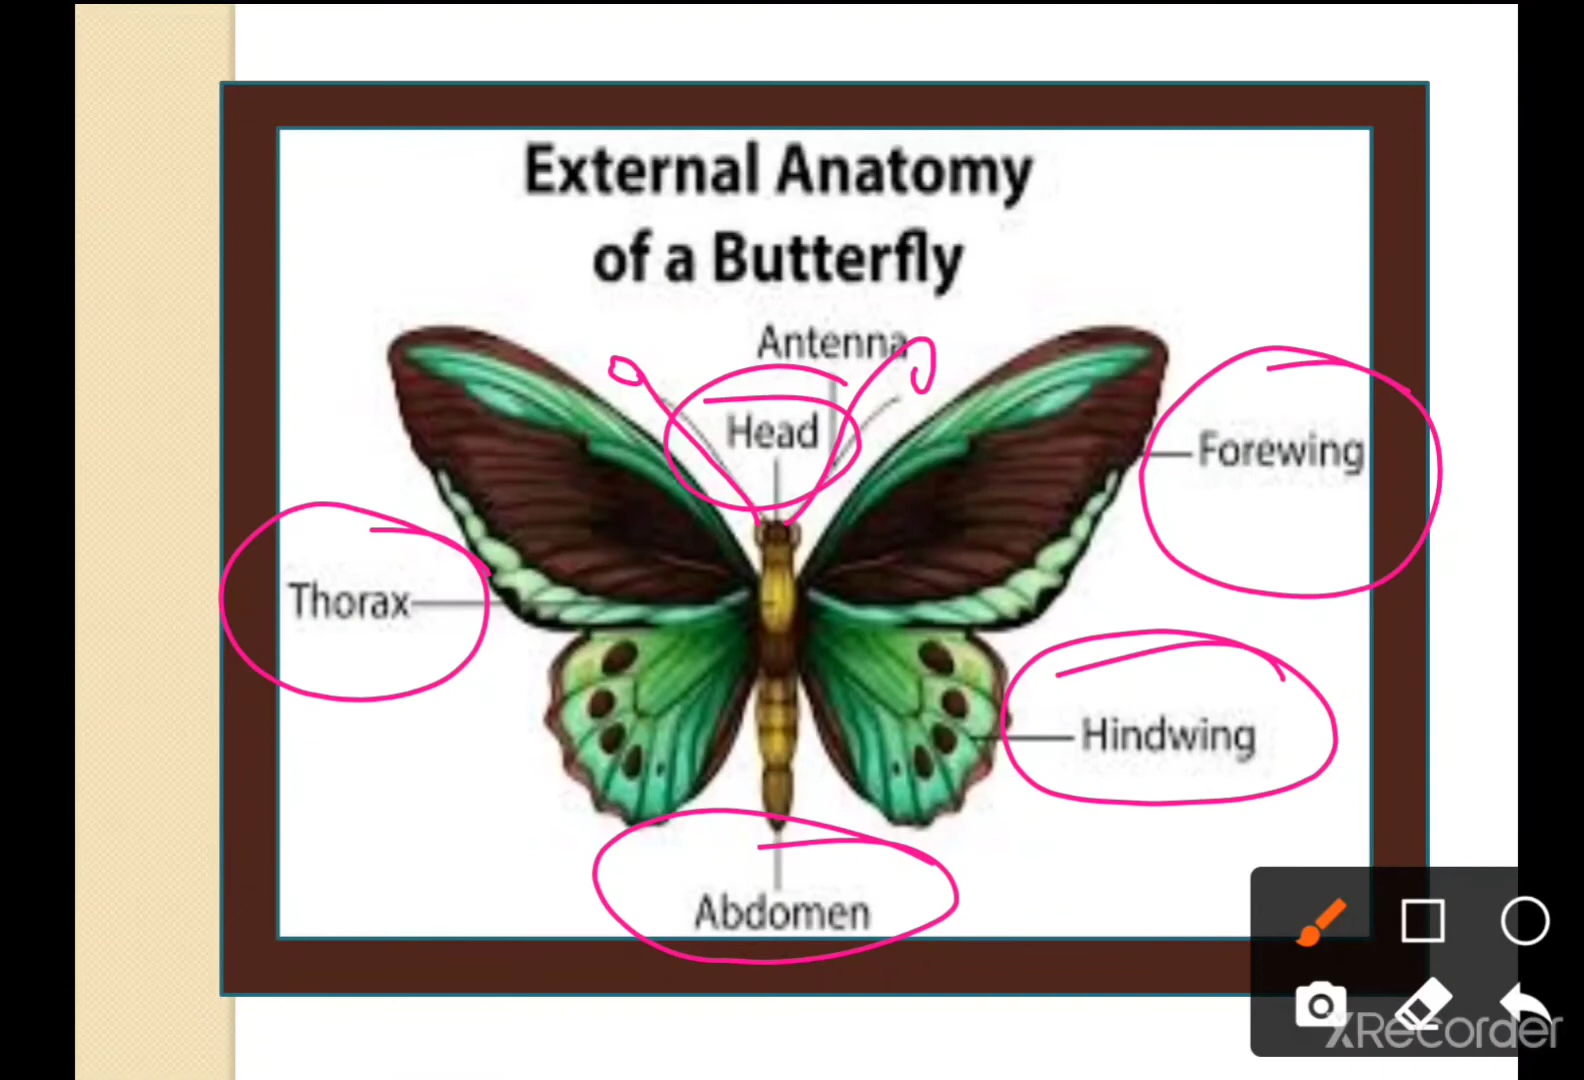 External Anatomy
of a Butterfly
Antenna
Head
Forewing
Thorax
Hindwing
Abdomen
XRecorder